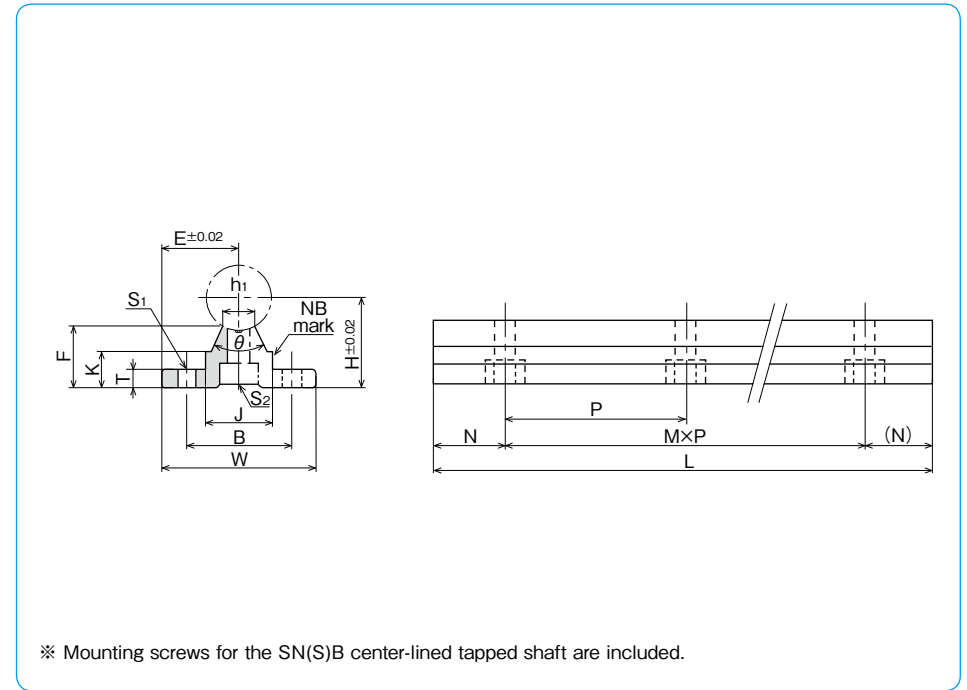 E±0.02
h1
S1
NB
mark
θ
F
K
T
H±0.02
S2
J
B
W
P
N
M×P
(N)
L
※ Mounting screws for the SN(S)B center-lined tapped shaft are included.